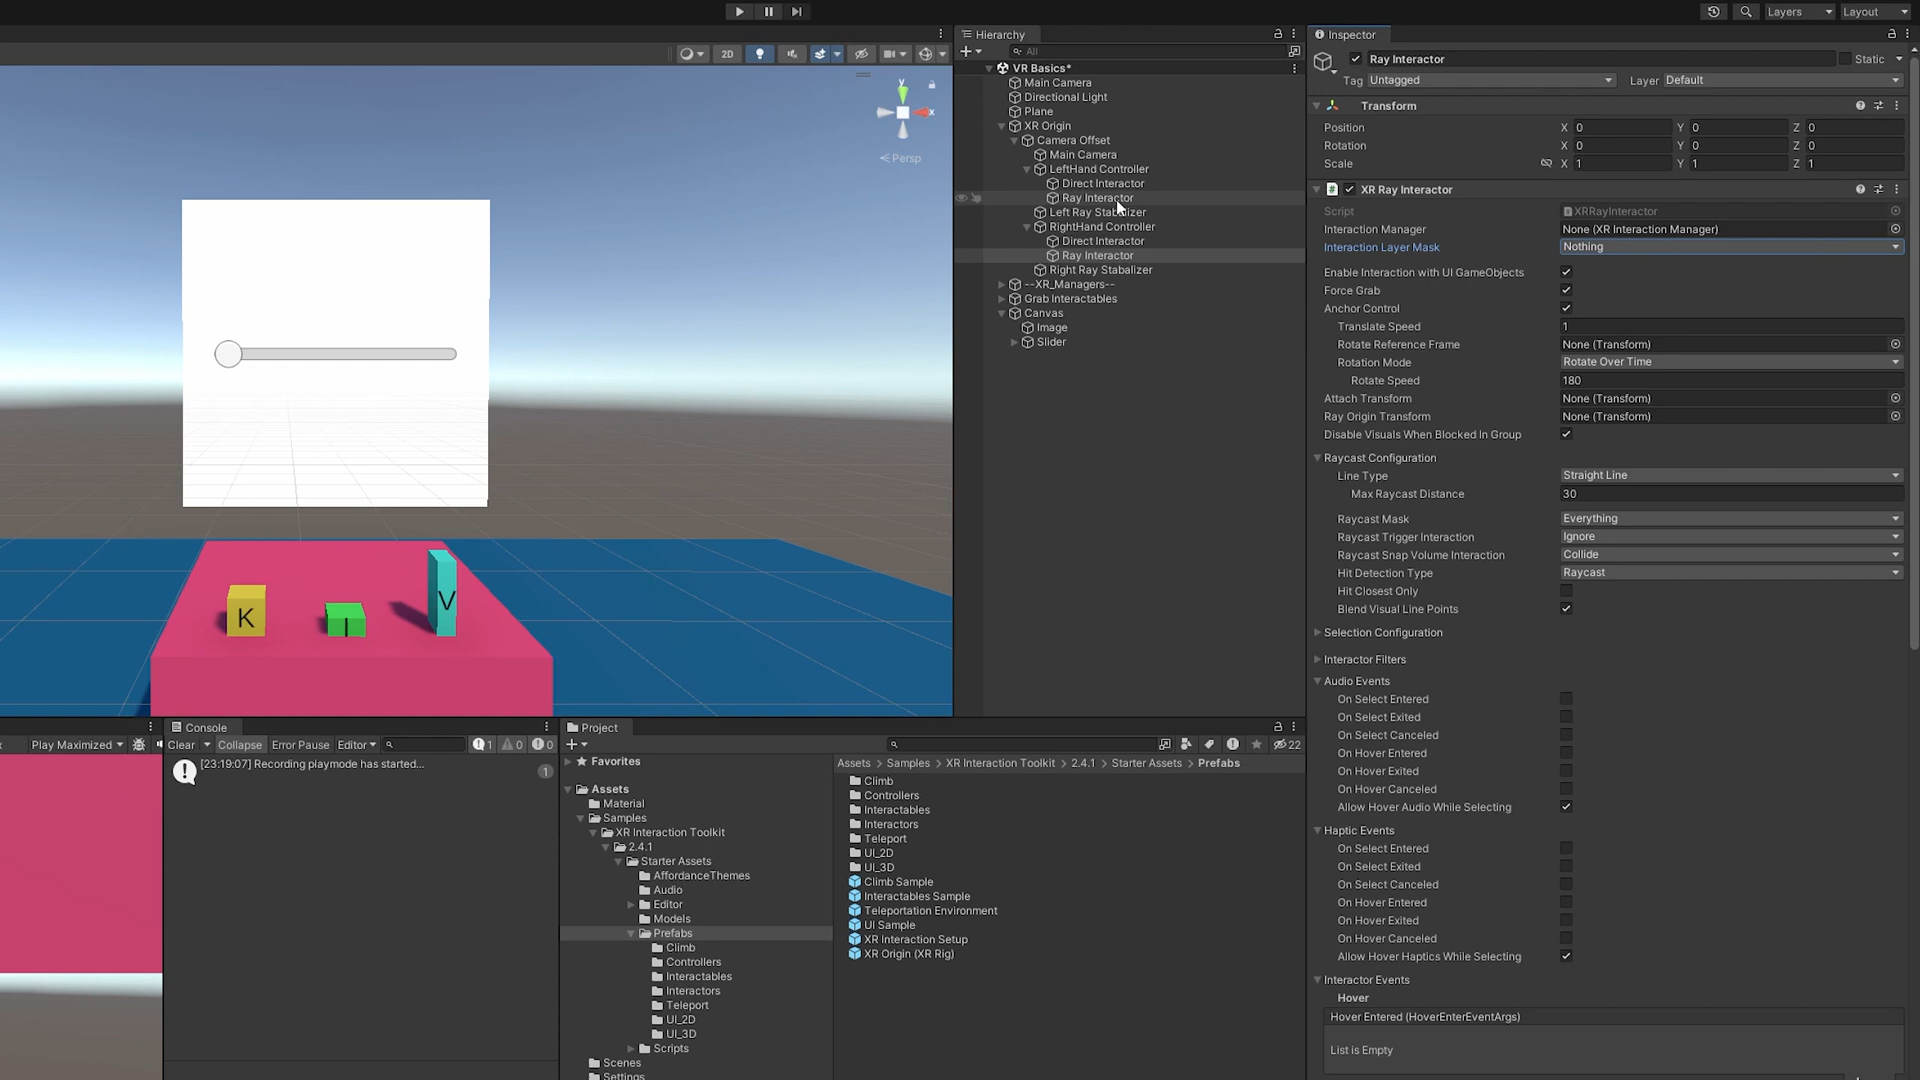 Layers
Layout
2D
y
x
Persp
K
I
V
Hierarchy
All
VR Basics*
Main Camera
Directional Light
Plane
XR Origin
Camera Offset
Main Camera
LeftHand Controller
Direct Interactor
Ray Interactor
Left Ray Stabalizer
RightHand Controller
Direct Interactor
Ray Interactor
Right Ray Stabalizer
--XR_Managers--
Grab Interactables
Canvas
Image
Slider
Inspector
Ray Interactor
Static
Tag Untagged
Layer Default
Transform
Position X 0 Y 0 Z 0
Rotation X 0 Y 0 Z 0
Scale X 1 Y 1 Z 1
XR Ray Interactor
Script XRRayInteractor
Interaction Manager None (XR Interaction Manager)
Interaction Layer Mask Nothing
Enable Interaction with UI GameObjects
Force Grab
Anchor Control
Translate Speed 1
Rotate Reference Frame None (Transform)
Rotation Mode Rotate Over Time
Rotate Speed 180
Attach Transform None (Transform)
Ray Origin Transform None (Transform)
Disable Visuals When Blocked In Group
Raycast Configuration
Line Type Straight Line
Max Raycast Distance 30
Raycast Mask Everything
Raycast Trigger Interaction Ignore
Raycast Snap Volume Interaction Collide
Hit Detection Type Raycast
Hit Closest Only
Blend Visual Line Points
Selection Configuration
Interactor Filters
Audio Events
On Select Entered
On Select Exited
On Select Canceled
On Hover Entered
On Hover Exited
On Hover Canceled
Allow Hover Audio While Selecting
Haptic Events
On Select Entered
On Select Exited
On Select Canceled
On Hover Entered
On Hover Exited
On Hover Canceled
Allow Hover Haptics While Selecting
Interactor Events
Hover
Hover Entered (HoverEnterEventArgs)
List is Empty
Play Maximized
Console
Clear Collapse Error Pause Editor 1 0 0
[23:19:07] Recording playmode has started...
1
Project
22
Favorites
Assets
Material
Samples
XR Interaction Toolkit
2.4.1
Starter Assets
AffordanceThemes
Audio
Editor
Models
Prefabs
Climb
Controllers
Interactables
Interactors
Teleport
UI_2D
UI_3D
Scripts
Scenes
Settings
Assets > Samples > XR Interaction Toolkit > 2.4.1 > Starter Assets > Prefabs
Climb
Controllers
Interactables
Interactors
Teleport
UI_2D
UI_3D
Climb Sample
Interactables Sample
Teleportation Environment
UI Sample
XR Interaction Setup
XR Origin (XR Rig)